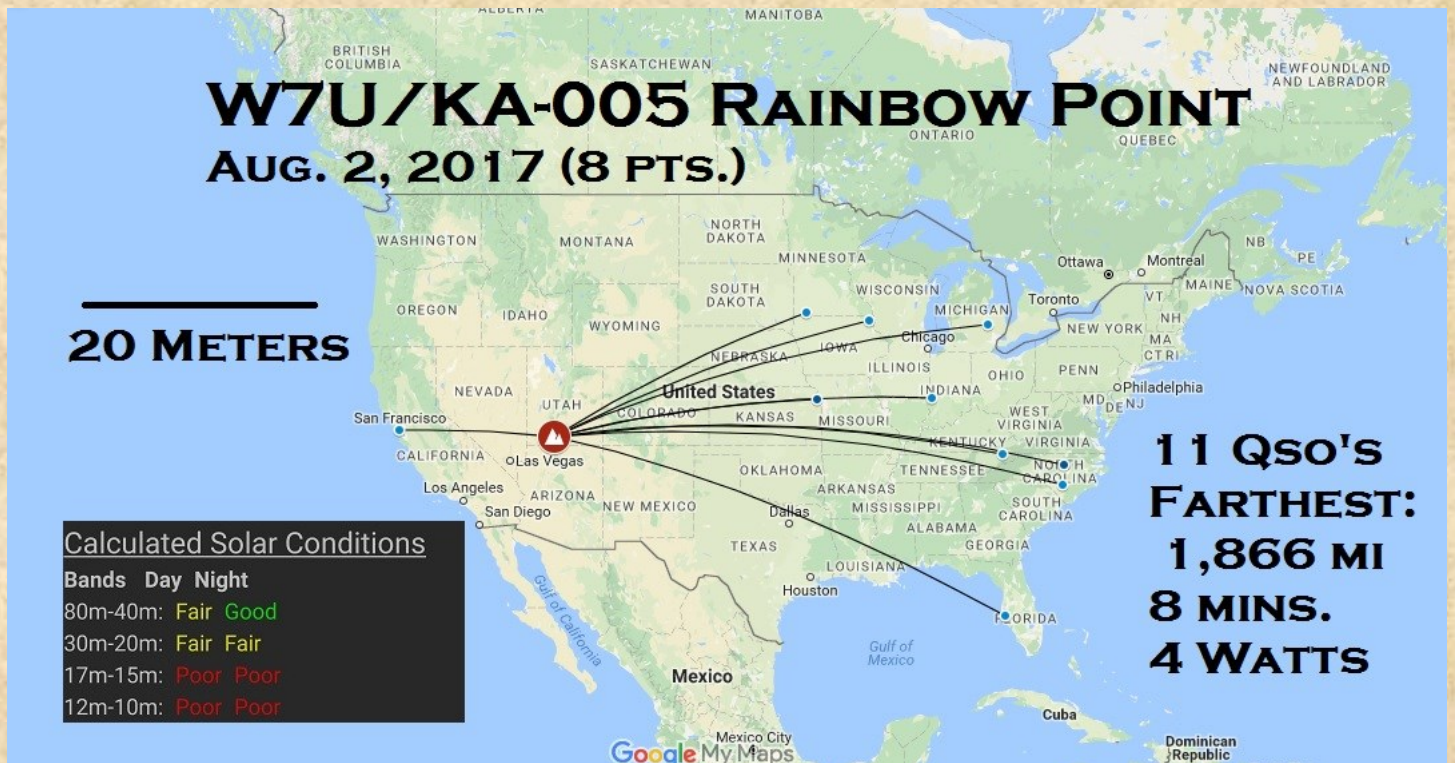 ALBERTA
MANITOBA
BRITISH
COLUMBIA
SASKATCHEWAN
NEWFOUNDLAND
AND LABRADOR
W7U/KA-005 RAINBOW POINT
ONTARIO
QUEBEC
AUG. 2, 2017 (8 PTS.)
WASHINGTON
MONTANA
NORTH
DAKOTA
MINNESOTA
Ottawa
Montreal
NB
PE
OREGON
IDAHO
WYOMING
SOUTH
DAKOTA
WISCONSIN
MICHIGAN
Toronto
VT
NH
MAINE
NOVA SCOTIA
20 METERS
NEBRASKA
IOWA
Chicago
NEW YORK
MA
CT RI
NEVADA
UTAH
United States
COLORADO
KANSAS
MISSOURI
ILLINOIS
INDIANA
OHIO
PENN
Philadelphia
MD
DE
NJ
WEST
VIRGINIA
San Francisco
CALIFORNIA
Las Vegas
KENTUCKY
VIRGINIA
Los Angeles
ARIZONA
NEW MEXICO
OKLAHOMA
ARKANSAS
TENNESSEE
NORTH
CAROLINA
San Diego
Dallas
MISSISSIPPI
SOUTH
CAROLINA
ALABAMA
TEXAS
GEORGIA
LOUISIANA
Houston
FLORIDA
11 QSO'S
FARTHEST:
1,866 MI
8 MINS.
4 WATTS
Calculated Solar Conditions
Bands Day Night
80m-40m: Fair Good
30m-20m: Fair Fair
17m-15m: Poor Poor
12m-10m: Poor Poor
Gulf of California
Gulf of
Mexico
Mexico
Mexico City
Cuba
Dominican
Republic
Google My Maps